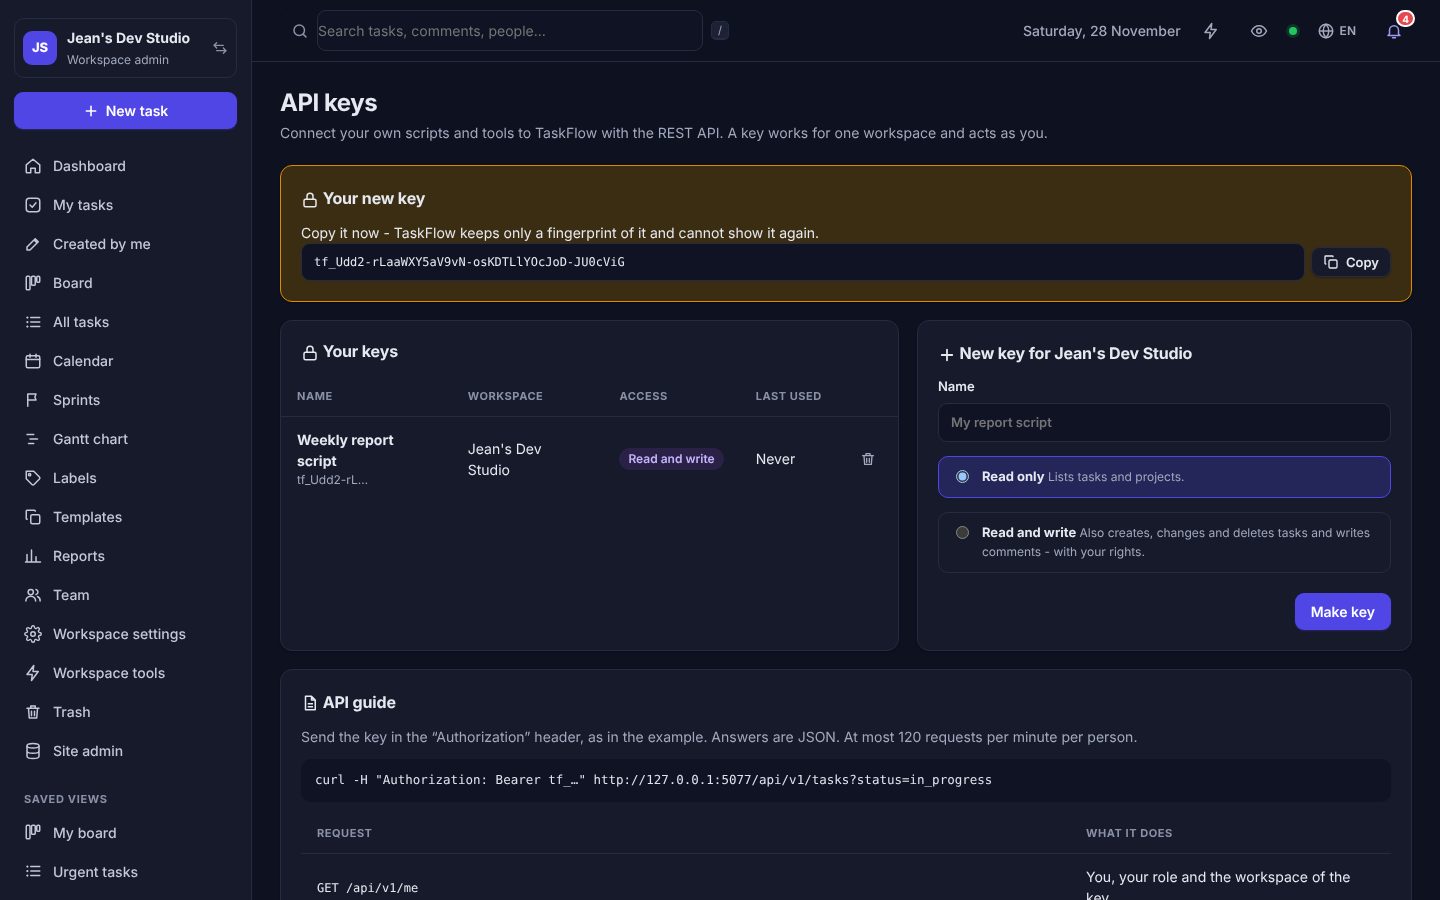 JS
Jean's Dev Studio
Workspace admin
New task
Dashboard
My tasks
Created by me
Board
All tasks
Calendar
Sprints
Gantt chart
Labels
Templates
Reports
Team
Workspace settings
Workspace tools
Trash
Site admin
SAVED VIEWS
My board
Urgent tasks
Search tasks, comments, people...
/
Saturday, 28 November
EN
4
API keys
Connect your own scripts and tools to TaskFlow with the REST API. A key works for one workspace and acts as you.
Your new key
Copy it now - TaskFlow keeps only a fingerprint of it and cannot show it again.
tf_Udd2-rLaaWXY5aV9vN-osKDTLlYOcJoD-JU0cViG
Copy
Your keys
NAME WORKSPACE ACCESS LAST USED
Weekly report
script
tf_Udd2-rL...
Jean's Dev
Studio
Read and write
Never
New key for Jean's Dev Studio
Name
My report script
Read only Lists tasks and projects.
Read and write Also creates, changes and deletes tasks and writes
comments - with your rights.
Make key
API guide
Send the key in the “Authorization” header, as in the example. Answers are JSON. At most 120 requests per minute per person.
curl -H "Authorization: Bearer tf_…" http://127.0.0.1:5077/api/v1/tasks?status=in_progress
REQUEST WHAT IT DOES
GET /api/v1/me
You, your role and the workspace of the
key.